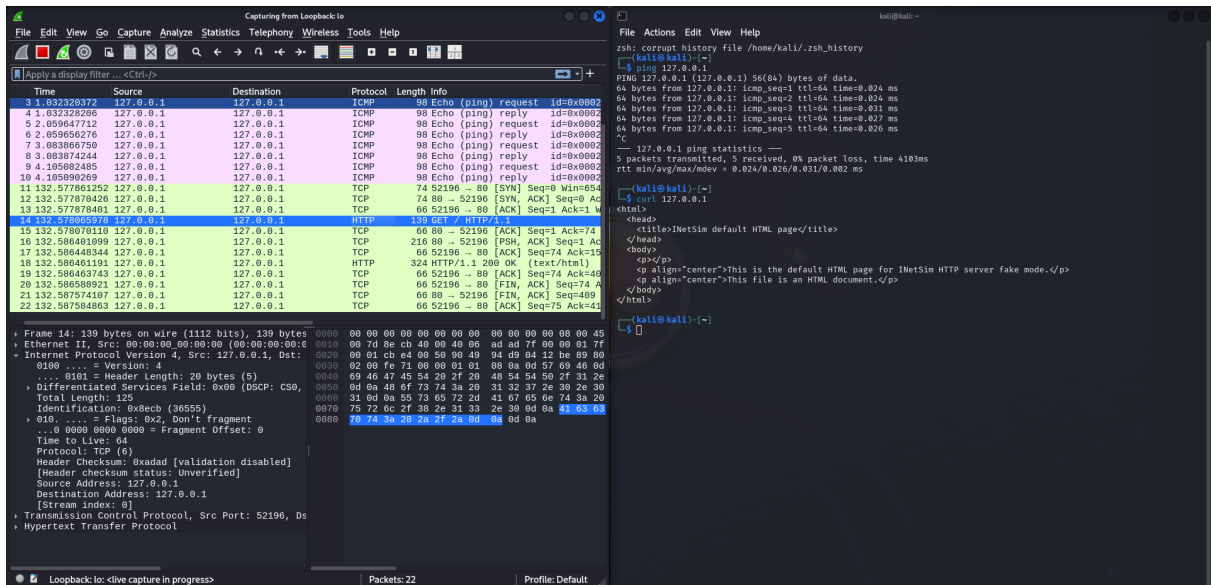 Capturing from Loopback: lo
File Edit View Go Capture Analyze Statistics Telephony Wireless Tools Help
Apply a display filter ... <Ctrl-/>
Time Source Destination Protocol Length Info
3 1.032320372 127.0.0.1 127.0.0.1 ICMP 98 Echo (ping) request id=0x0002
4 1.032328206 127.0.0.1 127.0.0.1 ICMP 98 Echo (ping) reply id=0x0002
5 2.059647712 127.0.0.1 127.0.0.1 ICMP 98 Echo (ping) request id=0x0002
6 2.059656276 127.0.0.1 127.0.0.1 ICMP 98 Echo (ping) reply id=0x0002
7 3.083866750 127.0.0.1 127.0.0.1 ICMP 98 Echo (ping) request id=0x0002
8 3.083874244 127.0.0.1 127.0.0.1 ICMP 98 Echo (ping) reply id=0x0002
9 4.105082485 127.0.0.1 127.0.0.1 ICMP 98 Echo (ping) request id=0x0002
10 4.105090269 127.0.0.1 127.0.0.1 ICMP 98 Echo (ping) reply id=0x0002
11 132.577861252 127.0.0.1 127.0.0.1 TCP 74 52196 → 80 [SYN] Seq=0 Win=654
12 132.577870426 127.0.0.1 127.0.0.1 TCP 74 80 → 52196 [SYN, ACK] Seq=0 Ac
13 132.577878401 127.0.0.1 127.0.0.1 TCP 66 52196 → 80 [ACK] Seq=1 Ack=1 W
14 132.578065978 127.0.0.1 127.0.0.1 HTTP 139 GET / HTTP/1.1
15 132.578070110 127.0.0.1 127.0.0.1 TCP 66 80 → 52196 [ACK] Seq=1 Ack=74
16 132.586401099 127.0.0.1 127.0.0.1 TCP 216 80 → 52196 [PSH, ACK] Seq=1 Ac
17 132.586448344 127.0.0.1 127.0.0.1 TCP 66 52196 → 80 [ACK] Seq=74 Ack=15
18 132.586461191 127.0.0.1 127.0.0.1 HTTP 324 HTTP/1.1 200 OK (text/html)
19 132.586463743 127.0.0.1 127.0.0.1 TCP 66 52196 → 80 [ACK] Seq=74 Ack=40
20 132.586588921 127.0.0.1 127.0.0.1 TCP 66 52196 → 80 [FIN, ACK] Seq=74 A
21 132.587574107 127.0.0.1 127.0.0.1 TCP 66 80 → 52196 [FIN, ACK] Seq=409
22 132.587584863 127.0.0.1 127.0.0.1 TCP 66 52196 → 80 [ACK] Seq=75 Ack=41
Frame 14: 139 bytes on wire (1112 bits), 139 bytes
Ethernet II, Src: 00:00:00_00:00:00 (00:00:00:00:0
Internet Protocol Version 4, Src: 127.0.0.1, Dst:
0100 .... = Version: 4
.... 0101 = Header Length: 20 bytes (5)
Differentiated Services Field: 0x00 (DSCP: CS0,
Total Length: 125
Identification: 0x8ecb (36555)
010. .... = Flags: 0x2, Don't fragment
...0 0000 0000 0000 = Fragment Offset: 0
Time to Live: 64
Protocol: TCP (6)
Header Checksum: 0xadad [validation disabled]
[Header checksum status: Unverified]
Source Address: 127.0.0.1
Destination Address: 127.0.0.1
[Stream index: 0]
Transmission Control Protocol, Src Port: 52196, Ds
Hypertext Transfer Protocol
0000 00 00 00 00 00 00 00 00 00 00 00 00 08 00 45
0010 00 7d 8e cb 40 00 40 06 ad ad 7f 00 00 01 7f
0020 00 01 cb e4 00 50 90 49 94 d9 04 12 be 89 80
0030 02 00 fe 71 00 00 01 01 08 0a 0d 57 69 46 0d
0040 69 46 47 45 54 20 2f 20 48 54 54 50 2f 31 2e
0050 0d 0a 48 6f 73 74 3a 20 31 32 37 2e 30 2e 30
0060 31 0d 0a 55 73 65 72 2d 41 67 65 6e 74 3a 20
0070 75 72 6c 2f 38 2e 31 33 2e 30 0d 0a 41 63 63
0080 70 74 3a 20 2a 2f 2a 0d 0a 0d 0a
Loopback: lo: <live capture in progress> Packets: 22 Profile: Default
kali@kali: ~
File Actions Edit View Help
zsh: corrupt history file /home/kali/.zsh_history
(kali㉿kali)-[~]
$ ping 127.0.0.1
PING 127.0.0.1 (127.0.0.1) 56(84) bytes of data.
64 bytes from 127.0.0.1: icmp_seq=1 ttl=64 time=0.024 ms
64 bytes from 127.0.0.1: icmp_seq=2 ttl=64 time=0.024 ms
64 bytes from 127.0.0.1: icmp_seq=3 ttl=64 time=0.031 ms
64 bytes from 127.0.0.1: icmp_seq=4 ttl=64 time=0.027 ms
64 bytes from 127.0.0.1: icmp_seq=5 ttl=64 time=0.026 ms
^C
— 127.0.0.1 ping statistics —
5 packets transmitted, 5 received, 0% packet loss, time 4103ms
rtt min/avg/max/mdev = 0.024/0.026/0.031/0.002 ms
(kali㉿kali)-[~]
$ curl 127.0.0.1
<html>
<head>
<title>INetSim default HTML page</title>
</head>
<body>
<p></p>
<p align="center">This is the default HTML page for INetSim HTTP server fake mode.</p>
<p align="center">This file is an HTML document.</p>
</body>
</html>
(kali㉿kali)-[~]
$